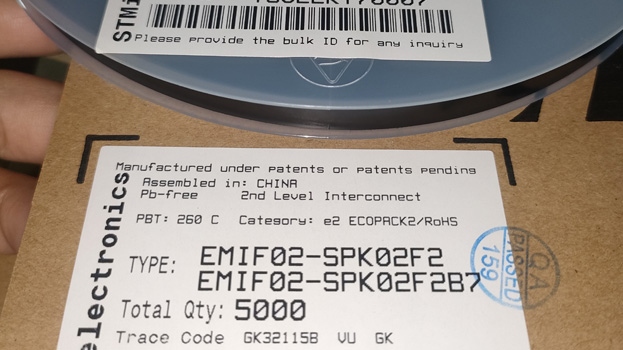 STMi
Please provide the bulk ID for any inquiry
electronics
Manufactured under patents or patents pending
Assembled in: CHINA
Pb-free 2nd Level Interconnect
PBT: 260 C Category: e2 ECOPACK2/RoHS
TYPE: EMIF02-SPK02F2
EMIF02-SPK02F2B7
Total Qty: 5000
Trace Code GK32115B VU GK
QA
PASSED
159